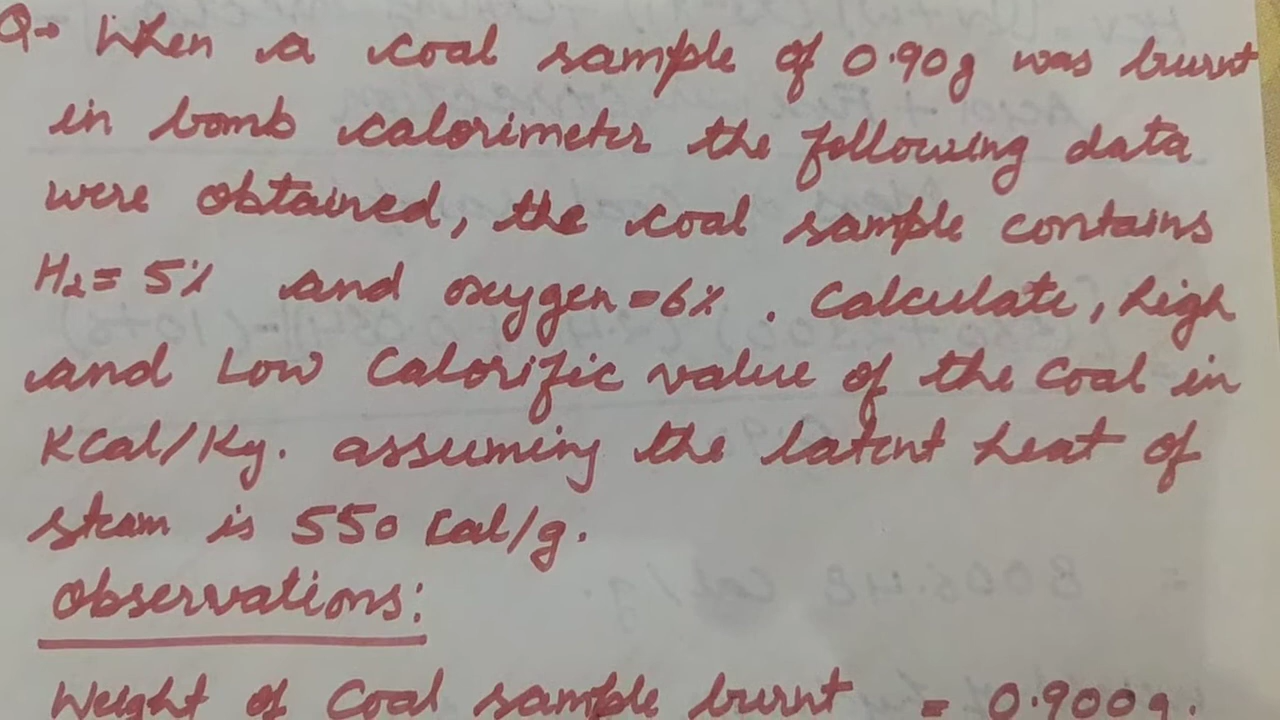 Q→ When a coal sample of 0.90g was burnt
in bomb calorimeter the following data
were obtained, the coal sample contains
H₂= 5% and oxygen =6% . Calculate, high
and Low Calorific value of the Coal in
KCal/Kg. assuming the latent heat of
steam is 550 Cal/g.
Observations:
Weight of Coal sample burnt = 0.900g.